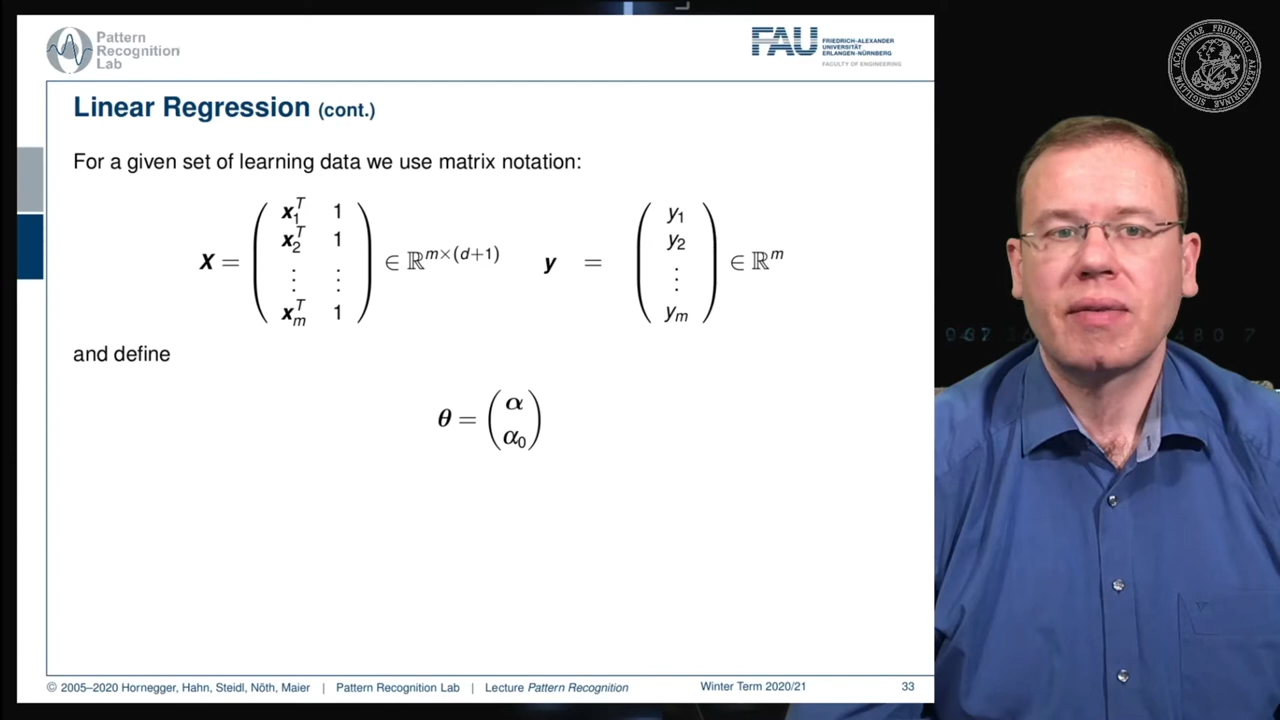 Pattern
Recognition
Lab
FAU
FRIEDRICH-ALEXANDER
UNIVERSITÄT
ERLANGEN-NÜRNBERG
FACULTY OF ENGINEERING
Linear Regression (cont.)
For a given set of learning data we use matrix notation:
X = ( x₁ᵀ 1 x₂ᵀ 1 ⋮ ⋮ xₘᵀ 1 ) ∈ ℝ^{m×(d+1)} y = ( y₁ y₂ ⋮ yₘ ) ∈ ℝ^m
and define
θ = ( α α₀ )
© 2005–2020 Hornegger, Hahn, Steidl, Nöth, Maier | Pattern Recognition Lab | Lecture Pattern Recognition Winter Term 2020/21 33